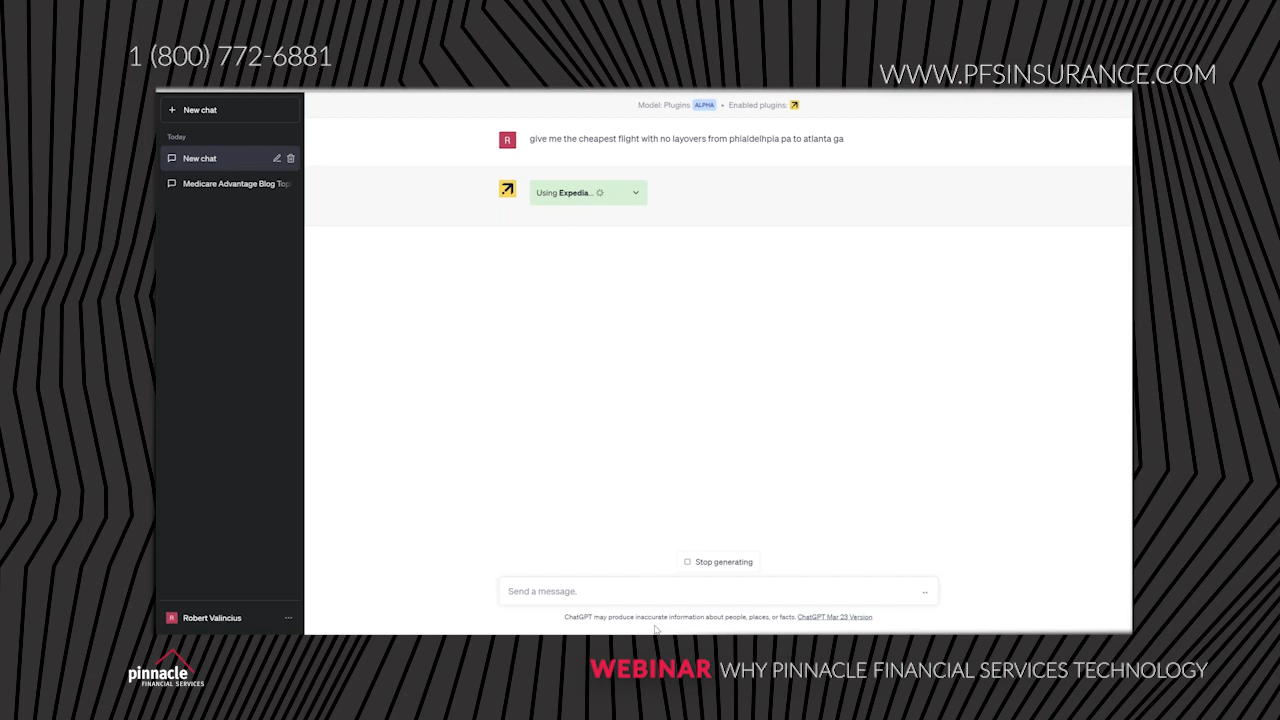 1 (800) 772-6881
WWW.PFSINSURANCE.COM
+ New chat
Today
New chat
Medicare Advantage Blog Top
Robert Valincius
Model: Plugins ALPHA • Enabled plugins:
R
give me the cheapest flight with no layovers from phialdelhpia pa to atlanta ga
Using Expedia...
Stop generating
Send a message.
ChatGPT may produce inaccurate information about people, places, or facts. ChatGPT Mar 23 Version
R
pinnacle
FINANCIAL SERVICES
WEBINAR WHY PINNACLE FINANCIAL SERVICES TECHNOLOGY